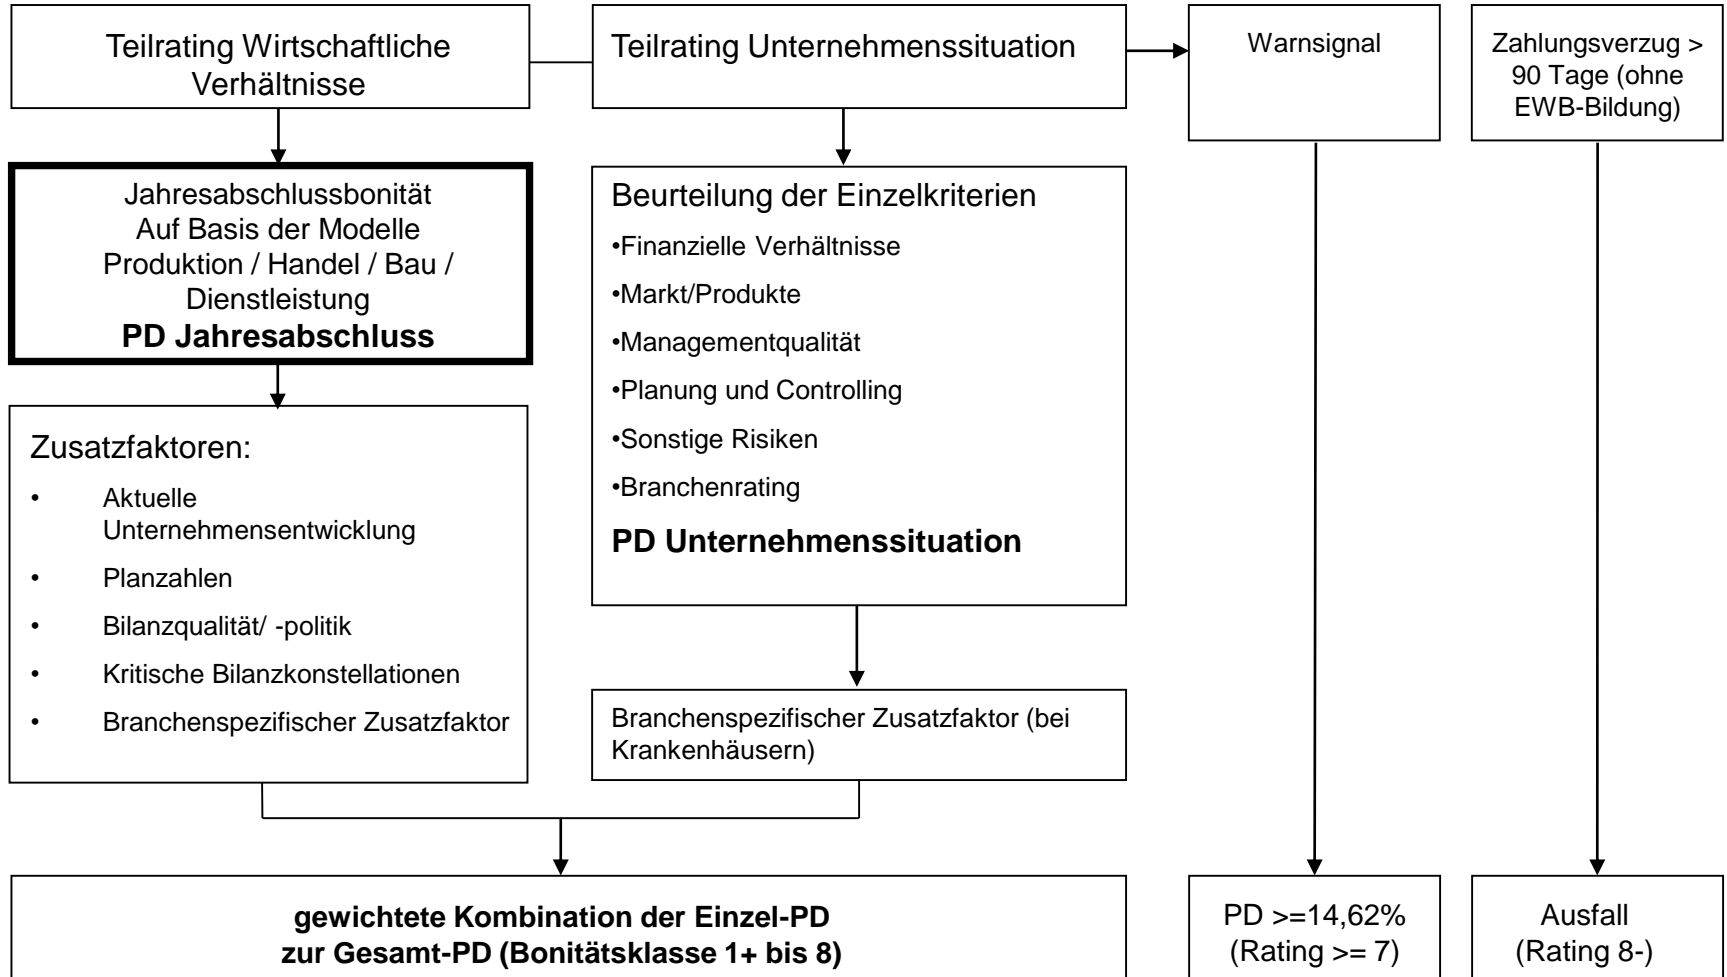 Teilrating Wirtschaftliche
Verhältnisse
Teilrating Unternehmenssituation
Warnsignal
Zahlungsverzug >
90 Tage (ohne
EWB-Bildung)
Jahresabschlussbonität
Auf Basis der Modelle
Produktion / Handel / Bau /
Dienstleistung
PD Jahresabschluss
Zusatzfaktoren:
• Aktuelle
Unternehmensentwicklung
• Planzahlen
• Bilanzqualität/ -politik
• Kritische Bilanzkonstellationen
• Branchenspezifischer Zusatzfaktor
Beurteilung der Einzelkriterien
•Finanzielle Verhältnisse
•Markt/Produkte
•Managementqualität
•Planung und Controlling
•Sonstige Risiken
•Branchenrating
PD Unternehmenssituation
Branchenspezifischer Zusatzfaktor (bei
Krankenhäusern)
gewichtete Kombination der Einzel-PD
zur Gesamt-PD (Bonitätsklasse 1+ bis 8)
PD >=14,62%
(Rating >= 7)
Ausfall
(Rating 8-)